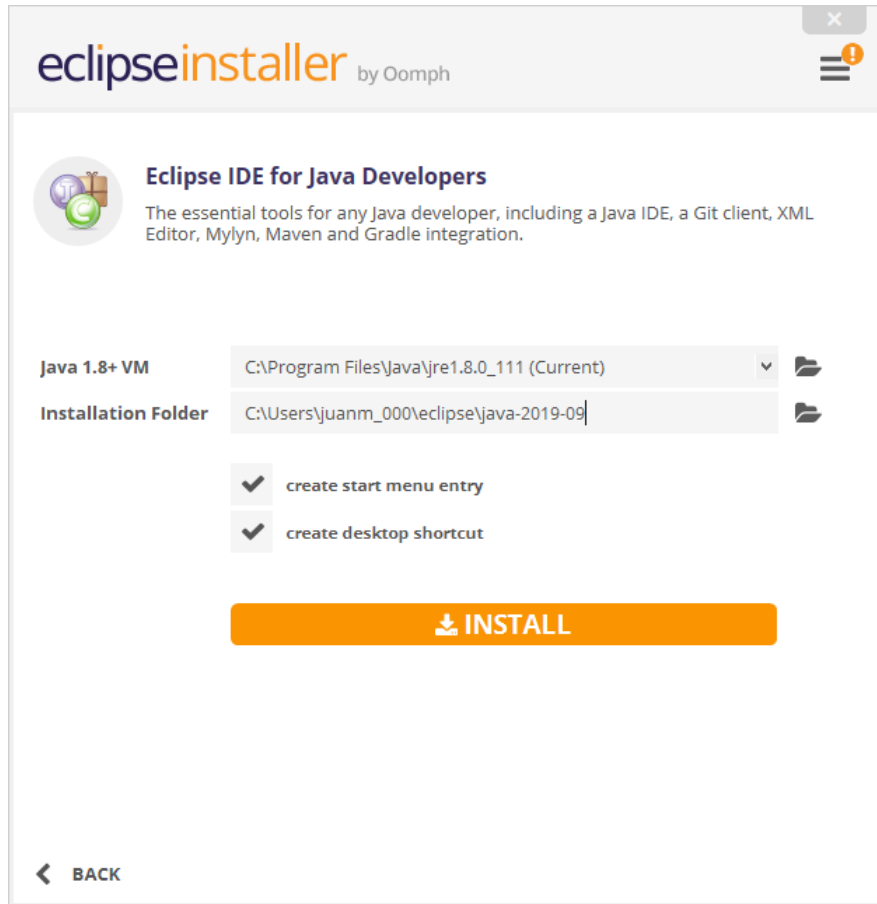 eclipseinstaller by Oomph
Eclipse IDE for Java Developers
The essential tools for any Java developer, including a Java IDE, a Git client, XML
Editor, Mylyn, Maven and Gradle integration.
Java 1.8+ VM C:\Program Files\Java\jre1.8.0_111 (Current)
Installation Folder C:\Users\juanm_000\eclipse\java-2019-09
create start menu entry
create desktop shortcut
INSTALL
BACK